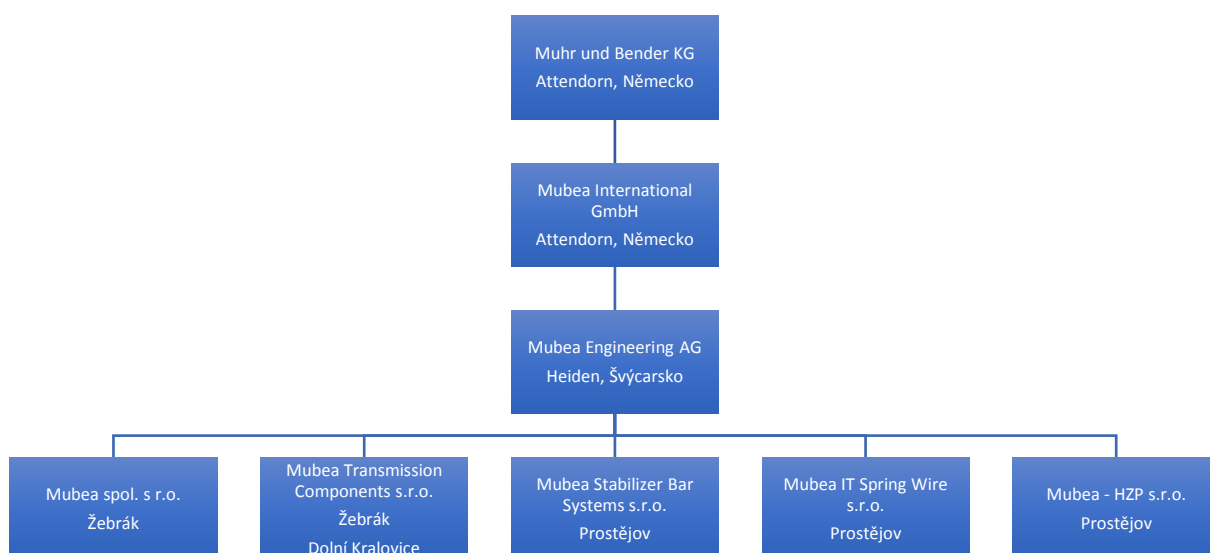 Muhr und Bender KG
Attendorn, Německo
Mubea International
GmbH
Attendorn, Německo
Mubea Engineering AG
Heiden, Švýcarsko
Mubea spol. s r.o.
Žebrák
Mubea Transmission
Components s.r.o.
Žebrák
Dolní Kralovice
Mubea Stabilizer Bar
Systems s.r.o.
Prostějov
Mubea IT Spring Wire
s.r.o.
Prostějov
Mubea - HZP s.r.o.
Prostějov